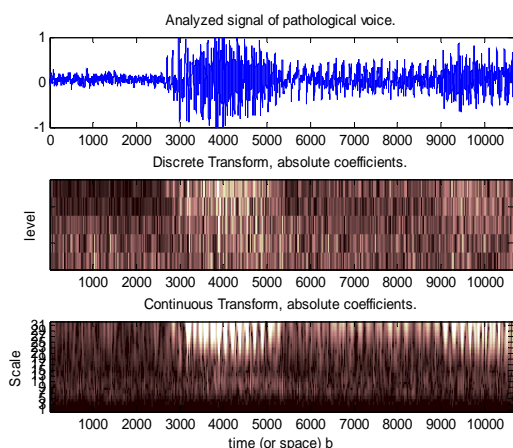 Analyzed signal of pathological voice.
1
0
-1
0 1000 2000 3000 4000 5000 6000 7000 8000 9000 10000
Discrete Transform, absolute coefficients.
level
1000 2000 3000 4000 5000 6000 7000 8000 9000 10000
Continuous Transform, absolute coefficients.
Scale
1000 2000 3000 4000 5000 6000 7000 8000 9000 10000
time (or space) b